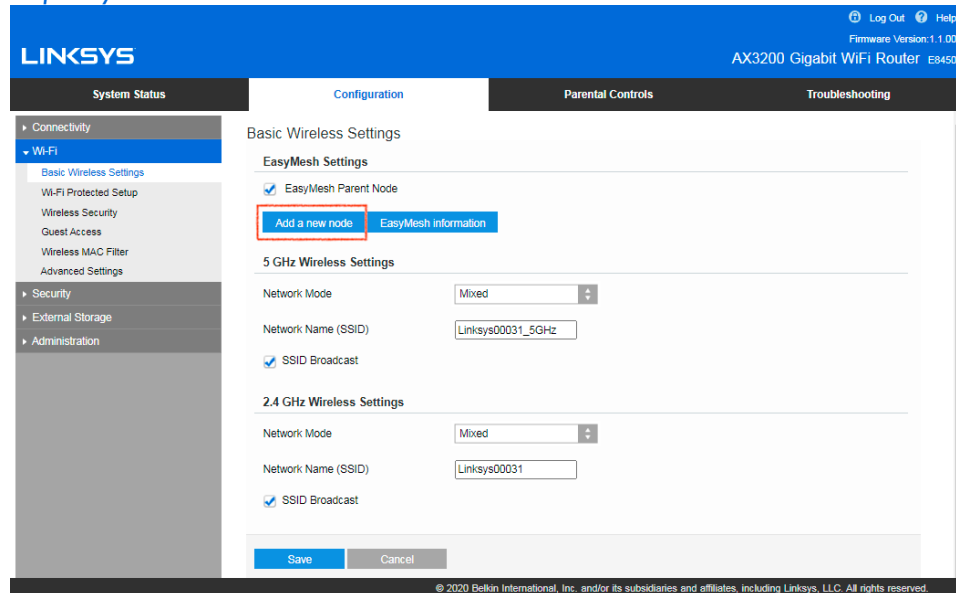 Log Out Help
Firmware Version:1.1.00
LINKSYS
AX3200 Gigabit WiFi Router E8450
System Status Configuration Parental Controls Troubleshooting
Connectivity
Wi-Fi
Basic Wireless Settings
Wi-Fi Protected Setup
Wireless Security
Guest Access
Wireless MAC Filter
Advanced Settings
Security
External Storage
Administration
Basic Wireless Settings
EasyMesh Settings
EasyMesh Parent Node
Add a new node EasyMesh information
5 GHz Wireless Settings
Network Mode Mixed
Network Name (SSID) Linksys00031_5GHz
SSID Broadcast
2.4 GHz Wireless Settings
Network Mode Mixed
Network Name (SSID) Linksys00031
SSID Broadcast
Save Cancel
© 2020 Belkin International, Inc. and/or its subsidiaries and affiliates, including Linksys, LLC. All rights reserved.